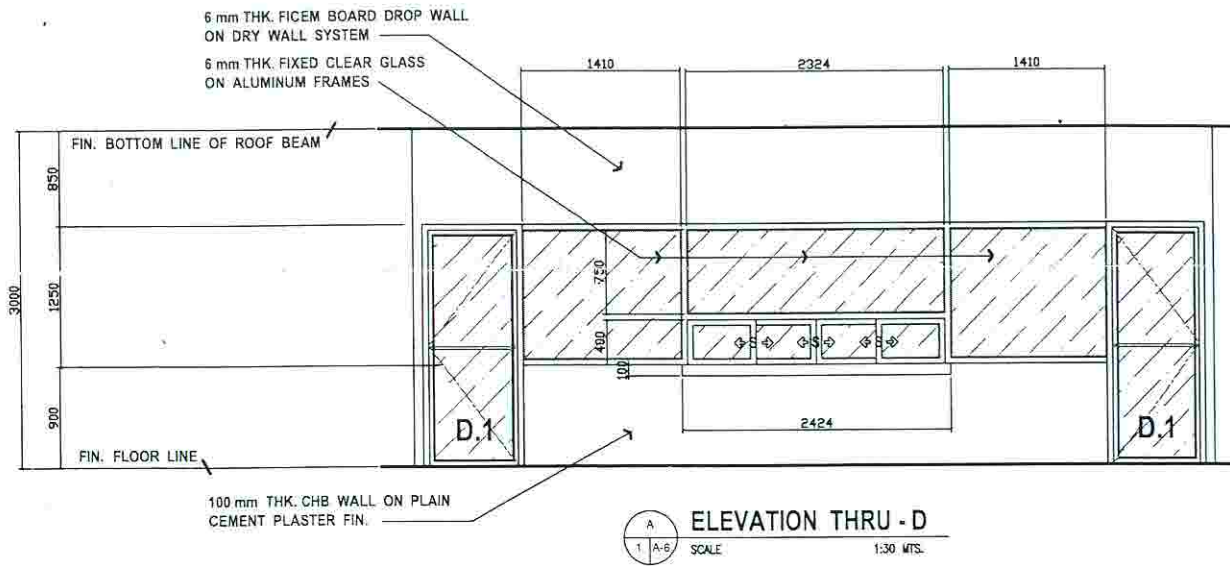 6 mm THK. FICEM BOARD DROP WALL
ON DRY WALL SYSTEM
6 mm THK. FIXED CLEAR GLASS
ON ALUMINUM FRAMES
1410
2324
1410
FIN. BOTTOM LINE OF ROOF BEAM
850
3000
1250
750
400
S
S
S
100
900
2424
D.1
D.1
FIN. FLOOR LINE
100 mm THK. CHB WALL ON PLAIN
CEMENT PLASTER FIN.
A
1 A-6
ELEVATION THRU - D
SCALE 1:30 MTS.